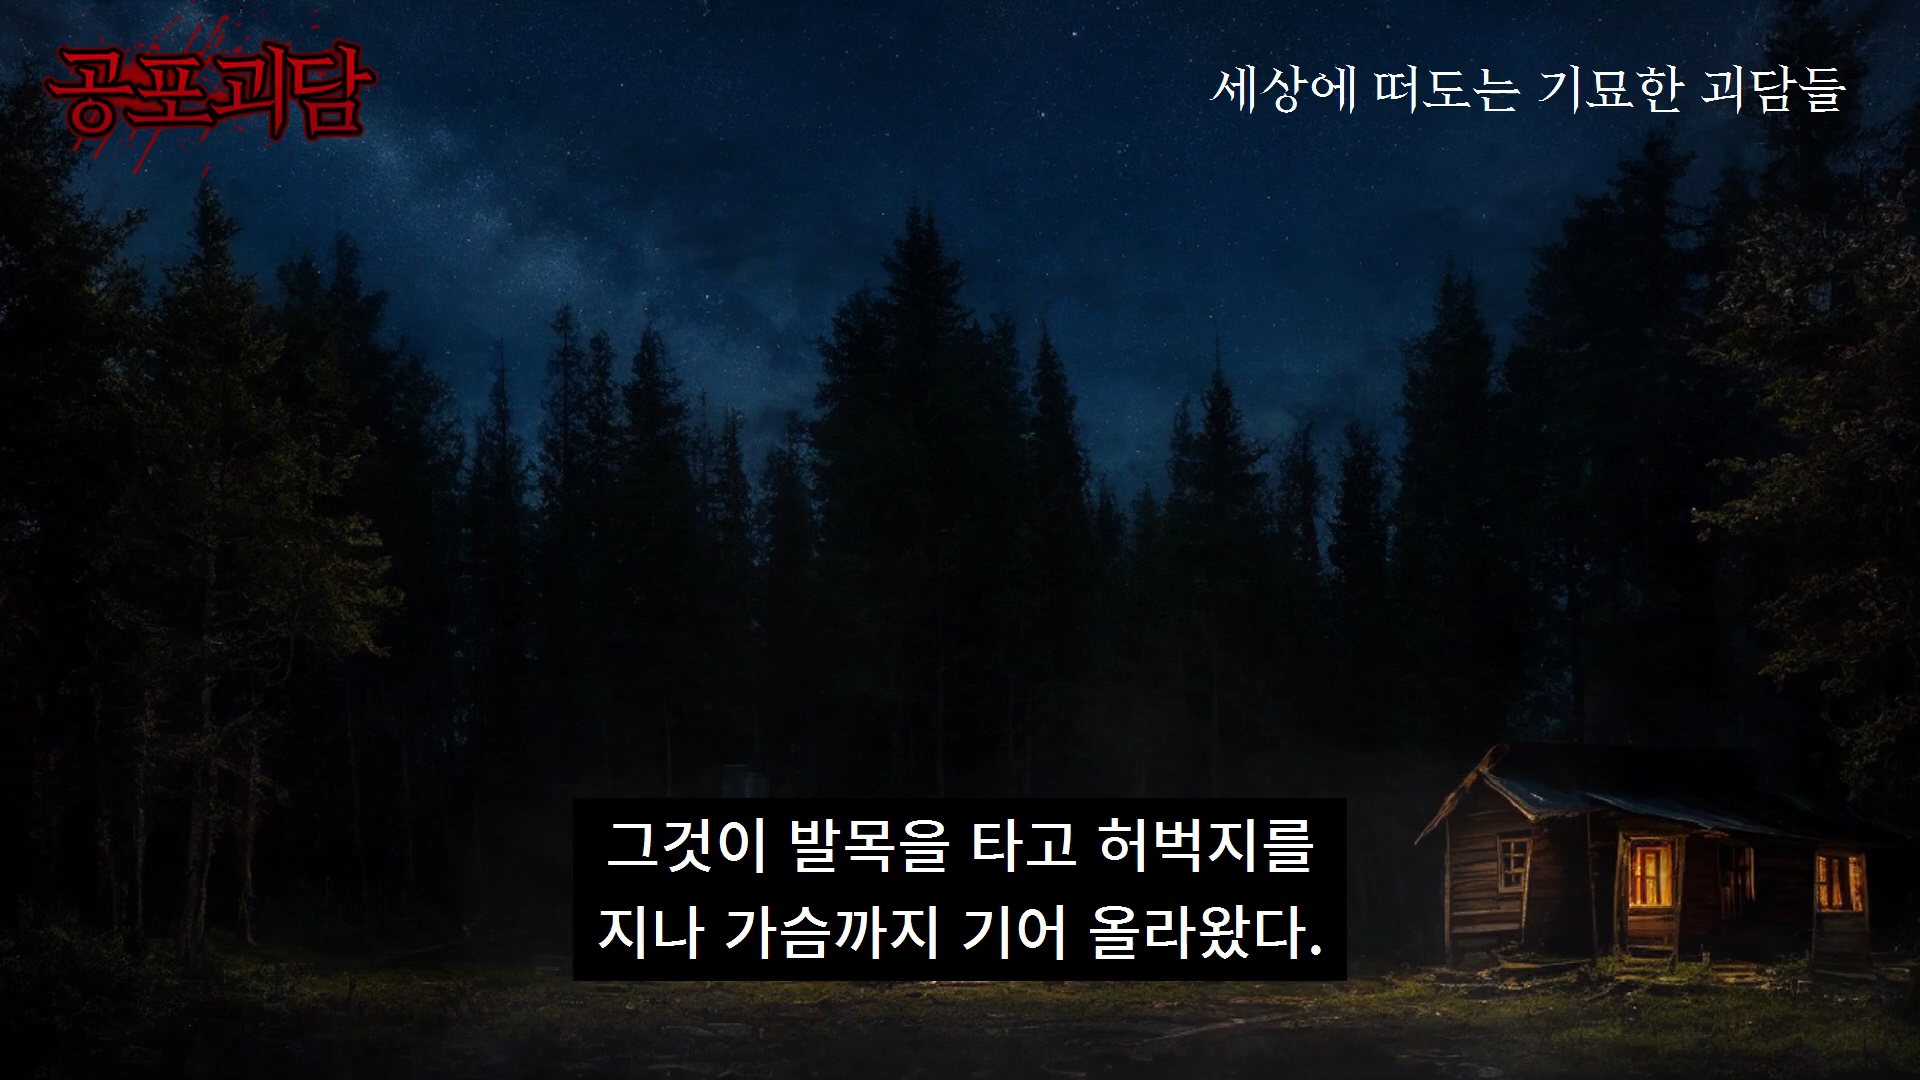 공포괴담
세상에 떠도는 기묘한 괴담들
그것이 발목을 타고 허벅지를
지나 가슴까지 기어 올라왔다.